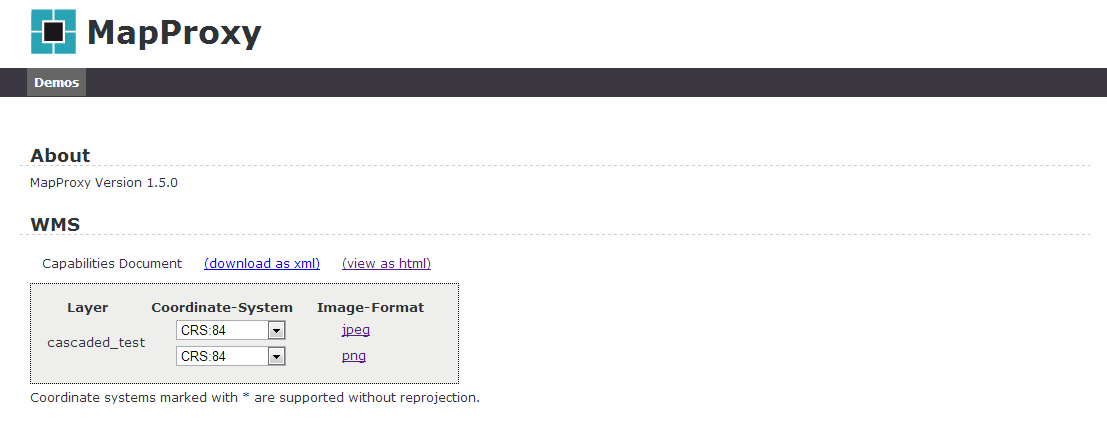 MapProxy
Demos
About
MapProxy Version 1.5.0
WMS
Capabilities Document (download as xml) (view as html)
Layer Coordinate-System Image-Format
CRS:84 jpeg
cascaded_test
CRS:84 png
Coordinate systems marked with * are supported without reprojection.